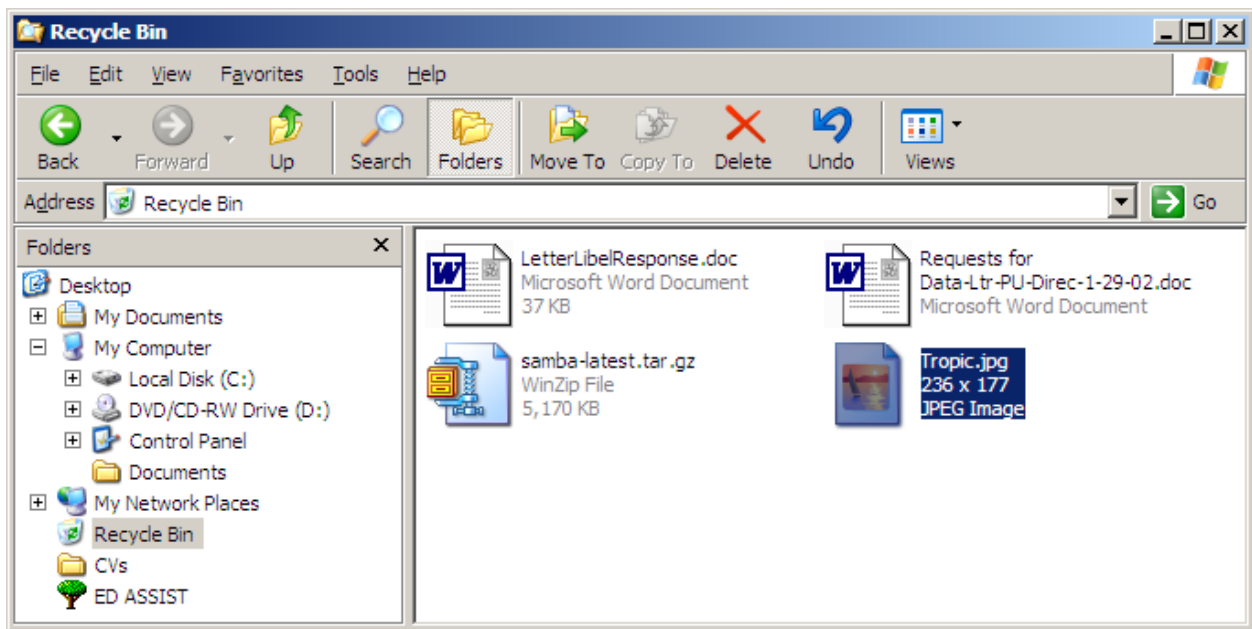 Recycle Bin
File Edit View Favorites Tools Help
Back Forward Up Search Folders Move To Copy To Delete Undo Views
Address Recycle Bin Go
Folders
Desktop
My Documents
My Computer
Local Disk (C:)
DVD/CD-RW Drive (D:)
Control Panel
Documents
My Network Places
Recycle Bin
CVs
ED ASSIST
LetterLibelResponse.doc
Microsoft Word Document
37 KB
Requests for
Data-Ltr-PU-Direc-1-29-02.doc
Microsoft Word Document
samba-latest.tar.gz
WinZip File
5,170 KB
Tropic.jpg
236 x 177
JPEG Image